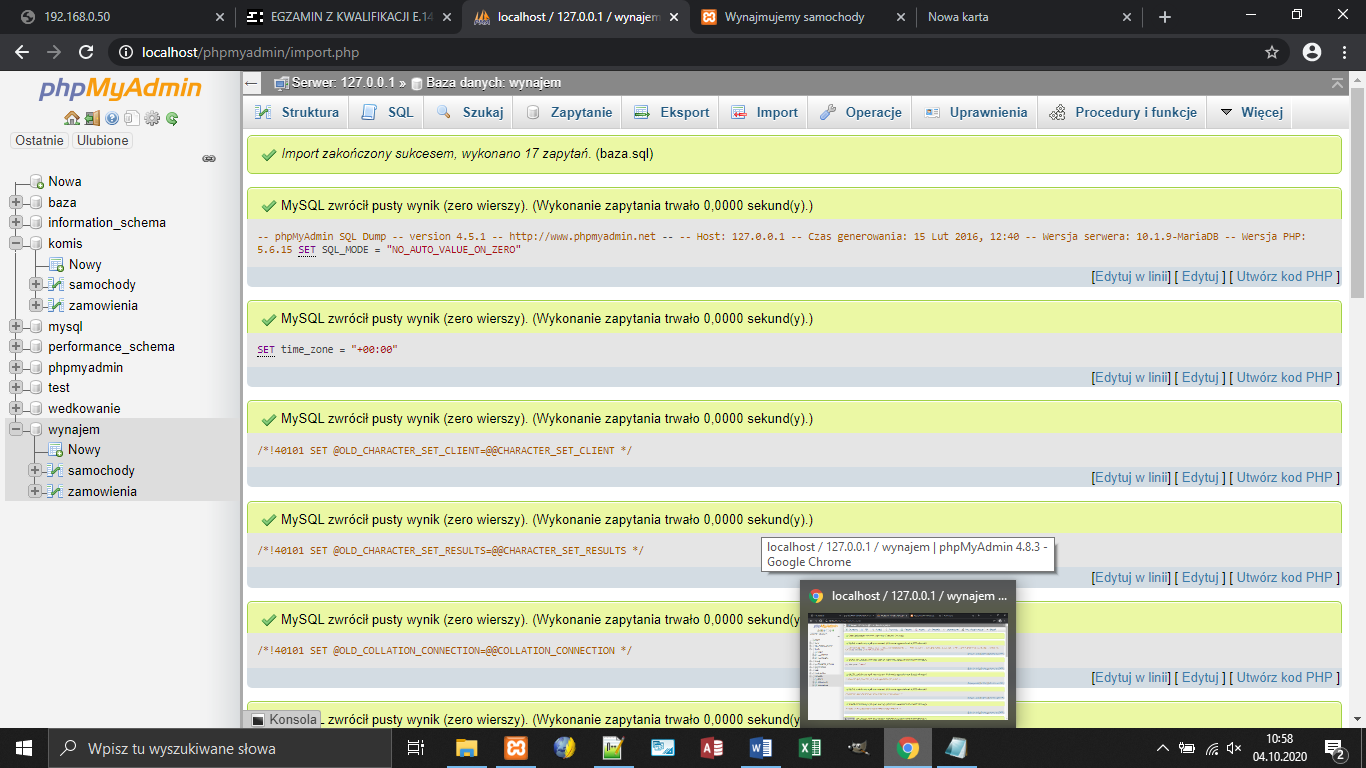 192.168.0.50
EGZAMIN Z KWALIFIKACJI E.14
localhost / 127.0.0.1 / wynajem
Wynajmujemy samochody
Nowa karta
localhost/phpmyadmin/import.php
phpMyAdmin
Ostatnie Ulubione
Nowa
baza
information_schema
komis
Nowy
samochody
zamowienia
mysql
performance_schema
phpmyadmin
test
wedkowanie
wynajem
Nowy
samochody
zamowienia
Serwer: 127.0.0.1 » Baza danych: wynajem
Struktura SQL Szukaj Zapytanie Eksport Import Operacje Uprawnienia Procedury i funkcje Więcej
Import zakończony sukcesem, wykonano 17 zapytań. (baza.sql)
MySQL zwrócił pusty wynik (zero wierszy). (Wykonanie zapytania trwało 0,0000 sekund(y).)
-- phpMyAdmin SQL Dump -- version 4.5.1 -- http://www.phpmyadmin.net -- -- Host: 127.0.0.1 -- Czas generowania: 15 Lut 2016, 12:40 -- Wersja serwera: 10.1.9-MariaDB -- Wersja PHP:
5.6.15 SET SQL_MODE = "NO_AUTO_VALUE_ON_ZERO"
[Edytuj w linii] [ Edytuj ] [ Utwórz kod PHP ]
MySQL zwrócił pusty wynik (zero wierszy). (Wykonanie zapytania trwało 0,0000 sekund(y).)
SET time_zone = "+00:00"
[Edytuj w linii] [ Edytuj ] [ Utwórz kod PHP ]
MySQL zwrócił pusty wynik (zero wierszy). (Wykonanie zapytania trwało 0,0000 sekund(y).)
/*!40101 SET @OLD_CHARACTER_SET_CLIENT=@@CHARACTER_SET_CLIENT */
[Edytuj w linii] [ Edytuj ] [ Utwórz kod PHP ]
MySQL zwrócił pusty wynik (zero wierszy). (Wykonanie zapytania trwało 0,0000 sekund(y).)
/*!40101 SET @OLD_CHARACTER_SET_RESULTS=@@CHARACTER_SET_RESULTS */
localhost / 127.0.0.1 / wynajem | phpMyAdmin 4.8.3 -
Google Chrome
[Edytuj w linii] [ Edytuj ] [ Utwórz kod PHP ]
localhost / 127.0.0.1 / wynajem ...
MySQL zwrócił pusty wynik (zero wierszy). (Wykonanie zapytania trwało 0,0000
/*!40101 SET @OLD_COLLATION_CONNECTION=@@COLLATION_CONNECTION */
[Edytuj w linii] [ Edytuj ] [ Utwórz kod PHP ]
Konsola
zwrócił pusty wynik (zero wierszy). (Wykonanie zapytania trwało 0,0000
Wpisz tu wyszukiwane słowa
10:58
04.10.2020
2